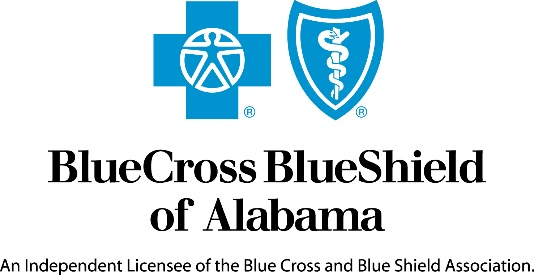 ® ®
BlueCross BlueShield
of Alabama
An Independent Licensee of the Blue Cross and Blue Shield Association.